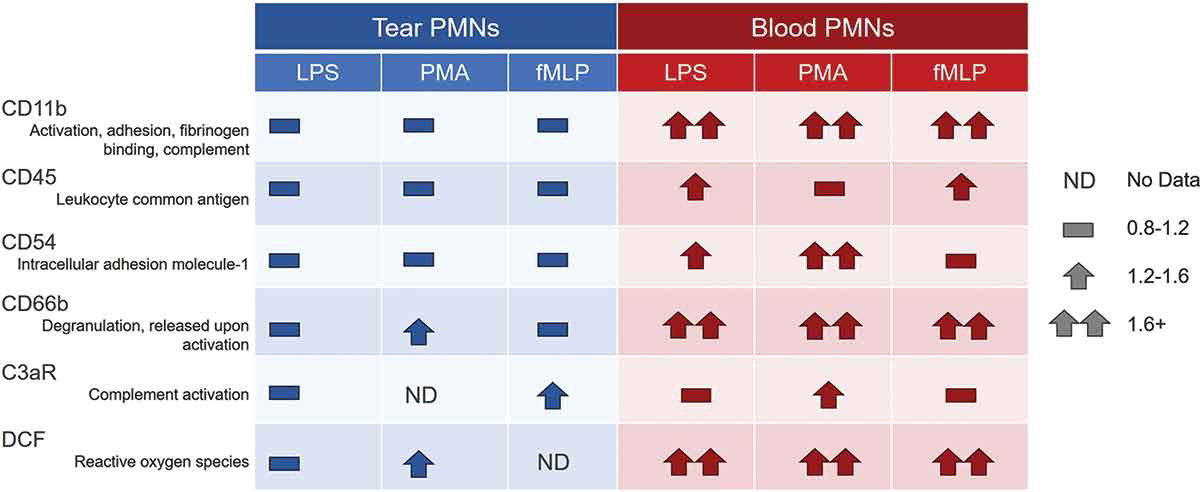 Tear PMNs Blood PMNs
LPS PMA fMLP LPS PMA fMLP
CD11b
Activation, adhesion, fibrinogen
binding, complement
CD45
Leukocyte common antigen
CD54
Intracellular adhesion molecule-1
CD66b
Degranulation, released upon
activation
C3aR
Complement activation
ND
DCF
Reactive oxygen species
ND
ND No Data
0.8-1.2
1.2-1.6
1.6+